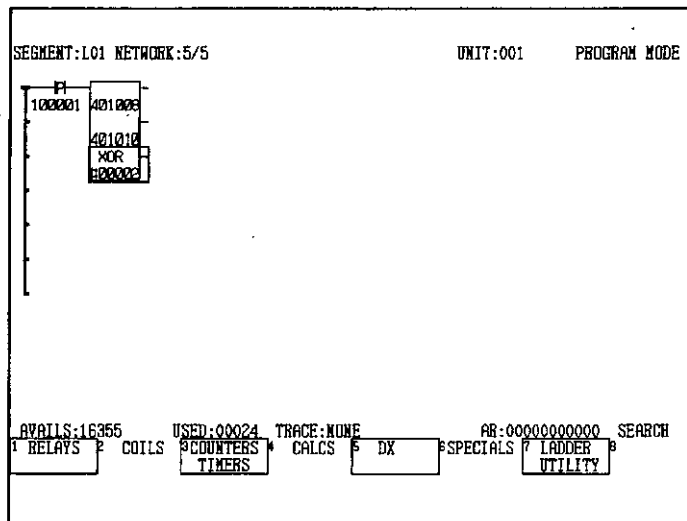 SEGMENT:L01 NETWORK:5/5 UNIT:001 PROGRAM MODE
P
100001 401008
401010
XOR
#00002
AVAILS:16355 USED:00024 TRACE:NONE AR:00000000000 SEARCH
1 RELAYS 2 COILS 3 COUNTERS 4 CALCS 5 DX 6 SPECIALS 7 LADDER 8
TIMERS UTILITY